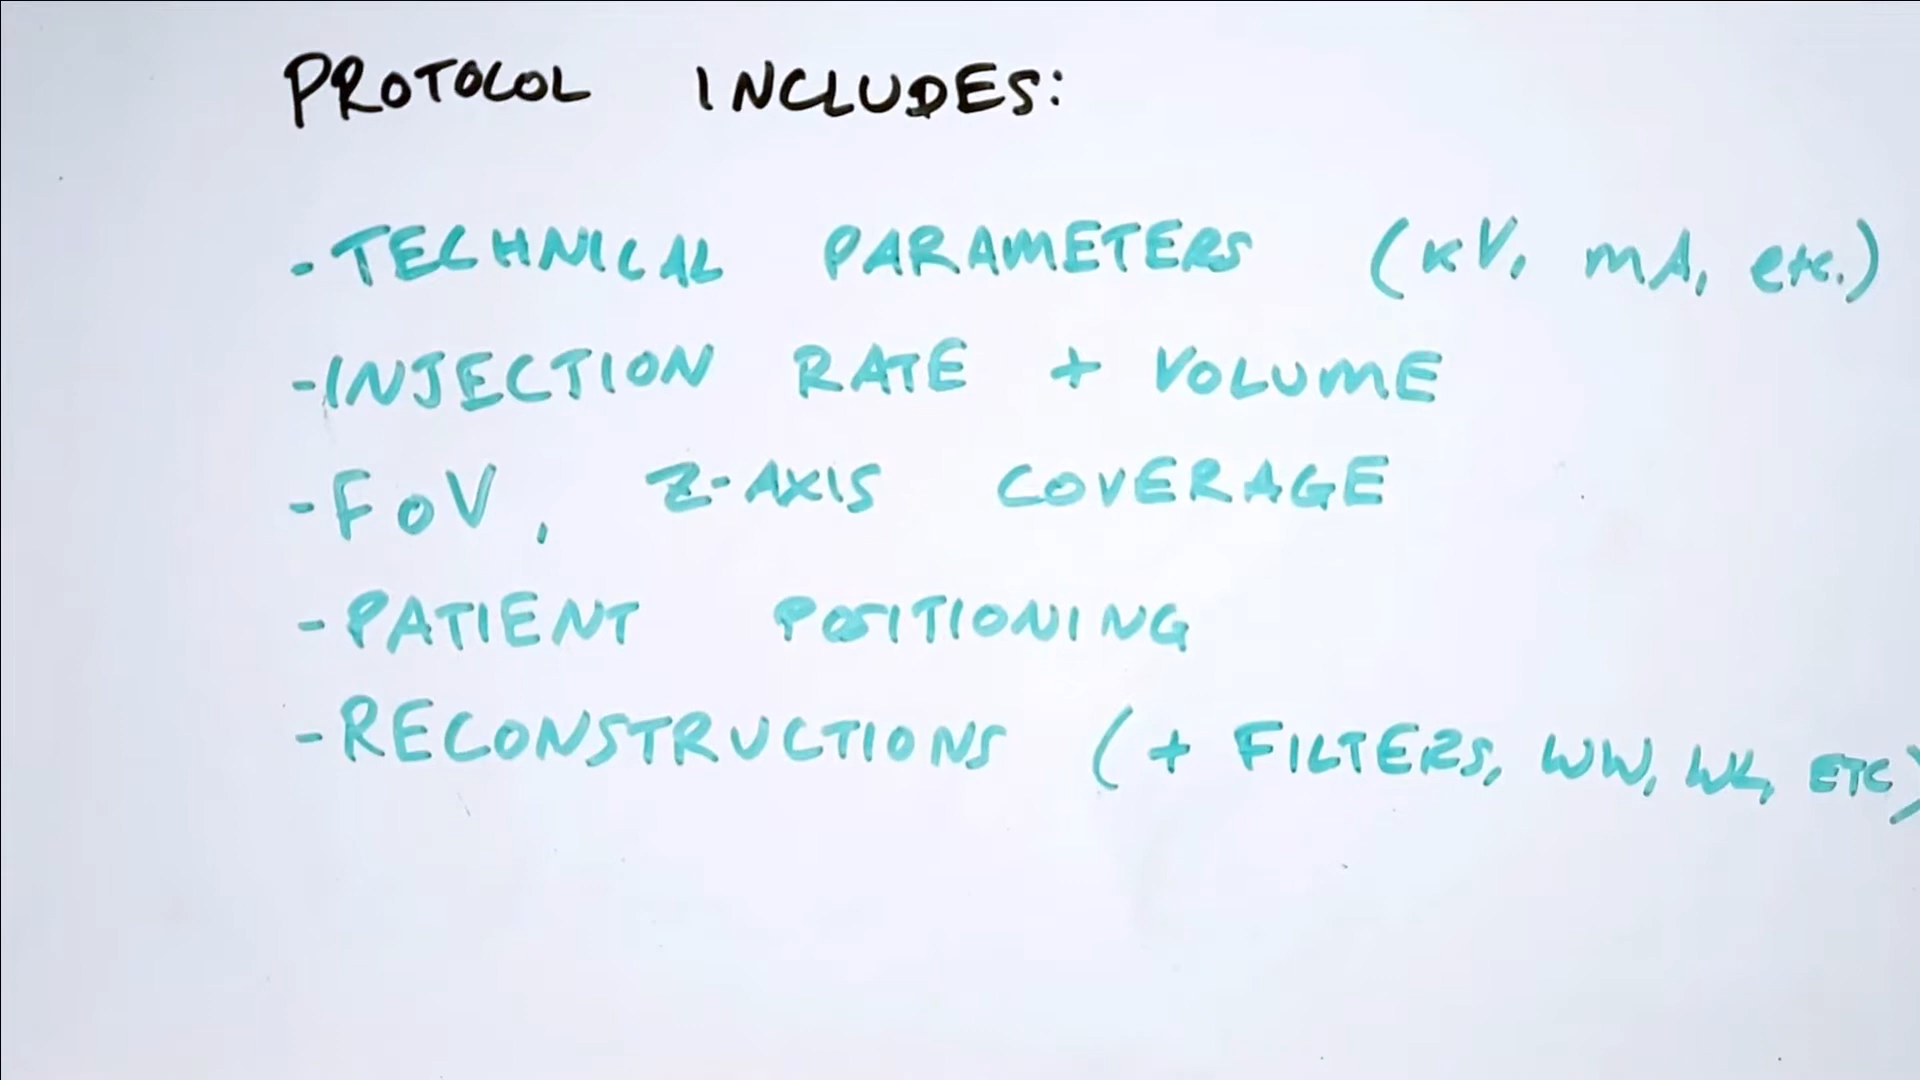 PROTOCOL INCLUDES:
- TECHNICAL PARAMETERS (kV, mA, etc.)
- INJECTION RATE + VOLUME
- FoV, Z-AXIS COVERAGE
- PATIENT POSITIONING
- RECONSTRUCTIONS (+ FILTERS, WW, WL, ETC)